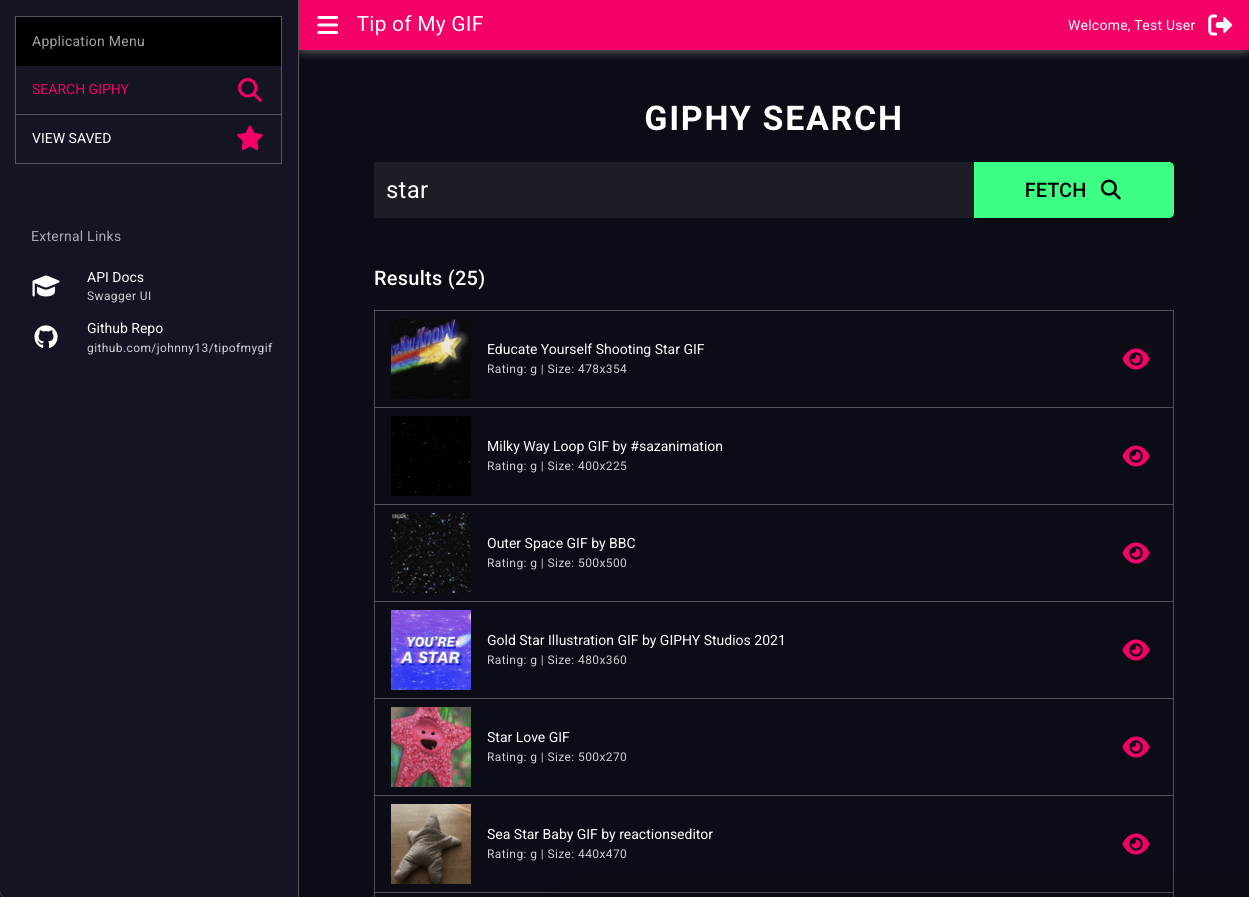 Application Menu
SEARCH GIPHY
VIEW SAVED
External Links
API Docs
Swagger UI
Github Repo
github.com/johnny13/tipofmygif
Tip of My GIF
Welcome, Test User
GIPHY SEARCH
star
FETCH
Results (25)
Educate Yourself Shooting Star GIF
Rating: g | Size: 478x354
Milky Way Loop GIF by #sazanimation
Rating: g | Size: 400x225
Outer Space GIF by BBC
Rating: g | Size: 500x500
YOU'RE
A STAR
Gold Star Illustration GIF by GIPHY Studios 2021
Rating: g | Size: 480x360
Star Love GIF
Rating: g | Size: 500x270
Sea Star Baby GIF by reactionseditor
Rating: g | Size: 440x470